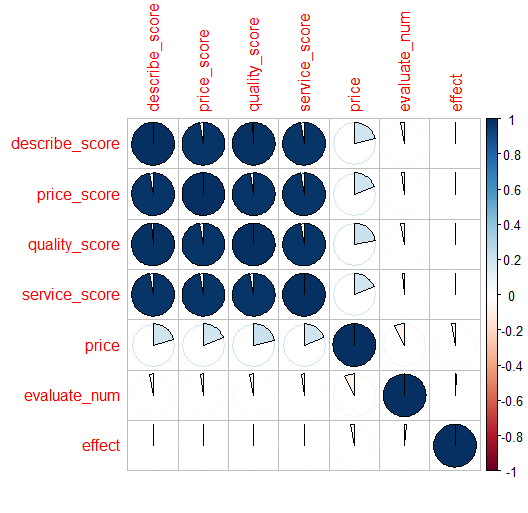 describe_score
price_score
quality_score
service_score
price
evaluate_num
effect
describe_score
price_score
quality_score
service_score
price
evaluate_num
effect
1
0.8
0.6
0.4
0.2
0
-0.2
-0.4
-0.6
-0.8
-1